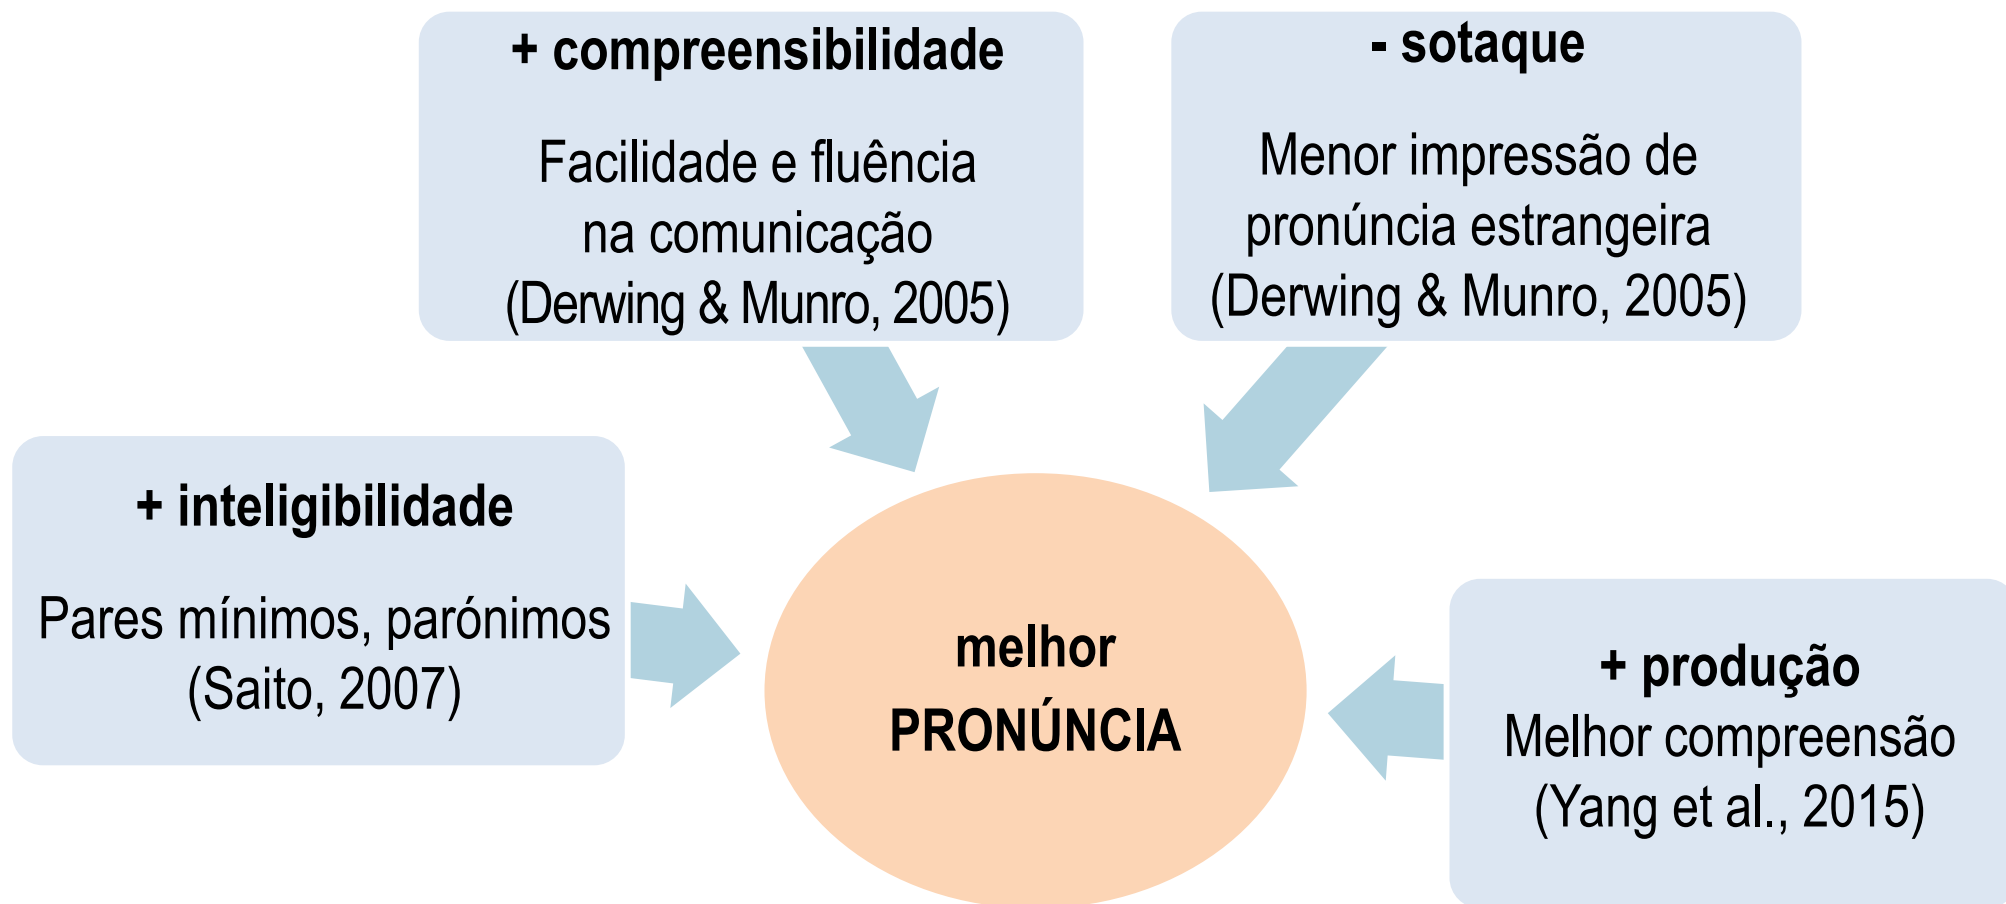 + compreensibilidade
Facilidade e fluência
na comunicação
(Derwing & Munro, 2005)
- sotaque
Menor impressão de
pronúncia estrangeira
(Derwing & Munro, 2005)
+ inteligibilidade
Pares mínimos, parónimos
(Saito, 2007)
melhor
PRONÚNCIA
+ produção
Melhor compreensão
(Yang et al., 2015)